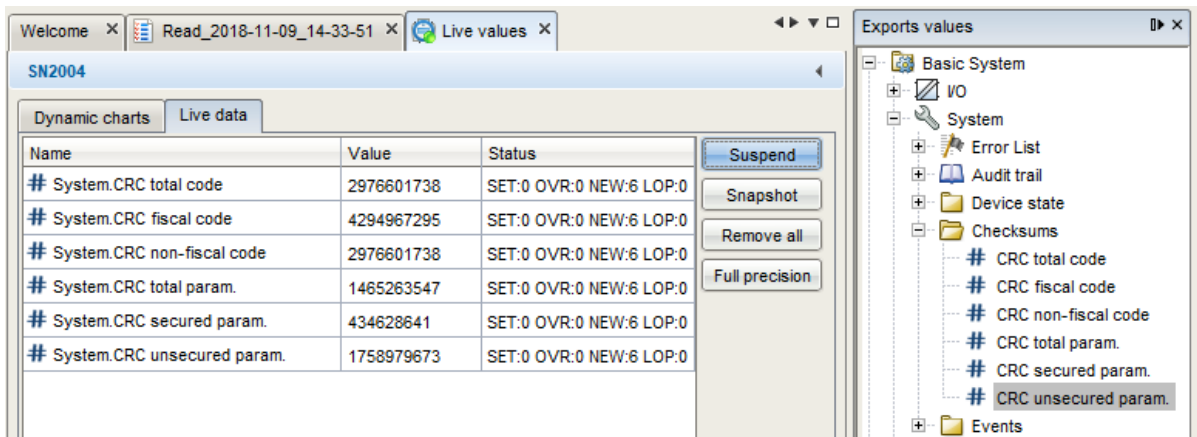 Welcome
Read_2018-11-09_14-33-51
Live values
SN2004
Dynamic charts
Live data
Name Value Status
# System.CRC total code 2976601738 SET:0 OVR:0 NEW:6 LOP:0
# System.CRC fiscal code 4294967295 SET:0 OVR:0 NEW:6 LOP:0
# System.CRC non-fiscal code 2976601738 SET:0 OVR:0 NEW:6 LOP:0
# System.CRC total param. 1465263547 SET:0 OVR:0 NEW:6 LOP:0
# System.CRC secured param. 434628641 SET:0 OVR:0 NEW:6 LOP:0
# System.CRC unsecured param. 1758979673 SET:0 OVR:0 NEW:6 LOP:0
Suspend
Snapshot
Remove all
Full precision
Exports values
Basic System
I/O
System
Error List
Audit trail
Device state
Checksums
# CRC total code
# CRC fiscal code
# CRC non-fiscal code
# CRC total param.
# CRC secured param.
# CRC unsecured param.
Events